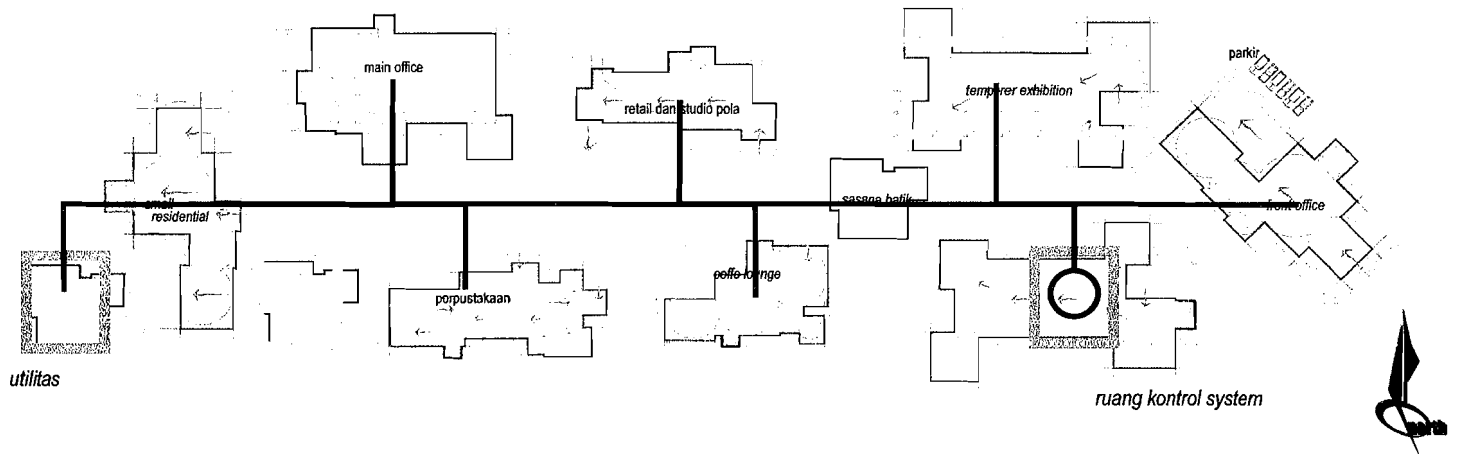 parkir
main office
temporer exhibition
retail dan studio pola
sasana batik
small
residential
front office
coffe lounge
porpustakaan
utilitas
ruang kontrol system
north